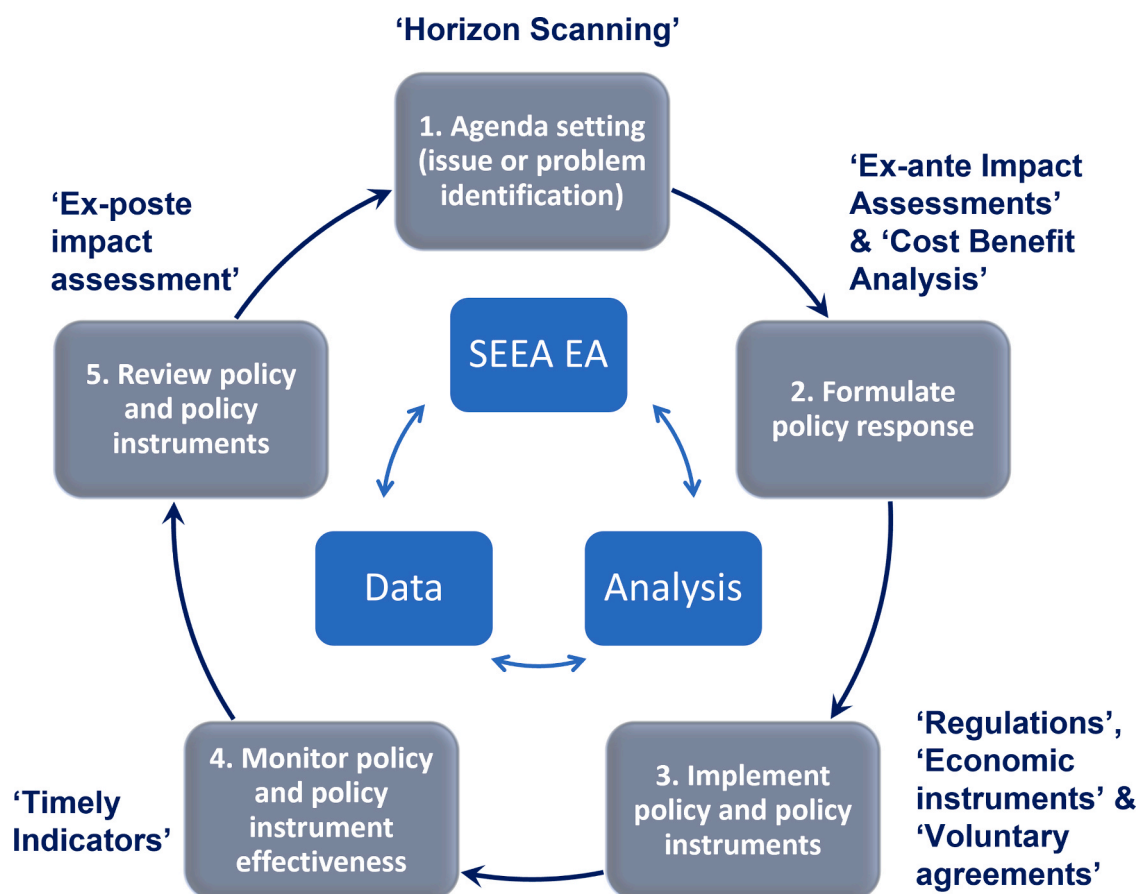 ‘Horizon Scanning’
1. Agenda setting
(issue or problem
identification)
‘Ex-ante Impact
Assessments’
& ‘Cost Benefit
Analysis’
‘Ex-poste
impact
assessment’
SEEA EA
5. Review policy
and policy
instruments
2. Formulate
policy response
Data
Analysis
‘Regulations’,
‘Economic
instruments’ &
‘Voluntary
agreements’
4. Monitor policy
and policy
instrument
effectiveness
3. Implement
policy and policy
instruments
‘Timely
Indicators’